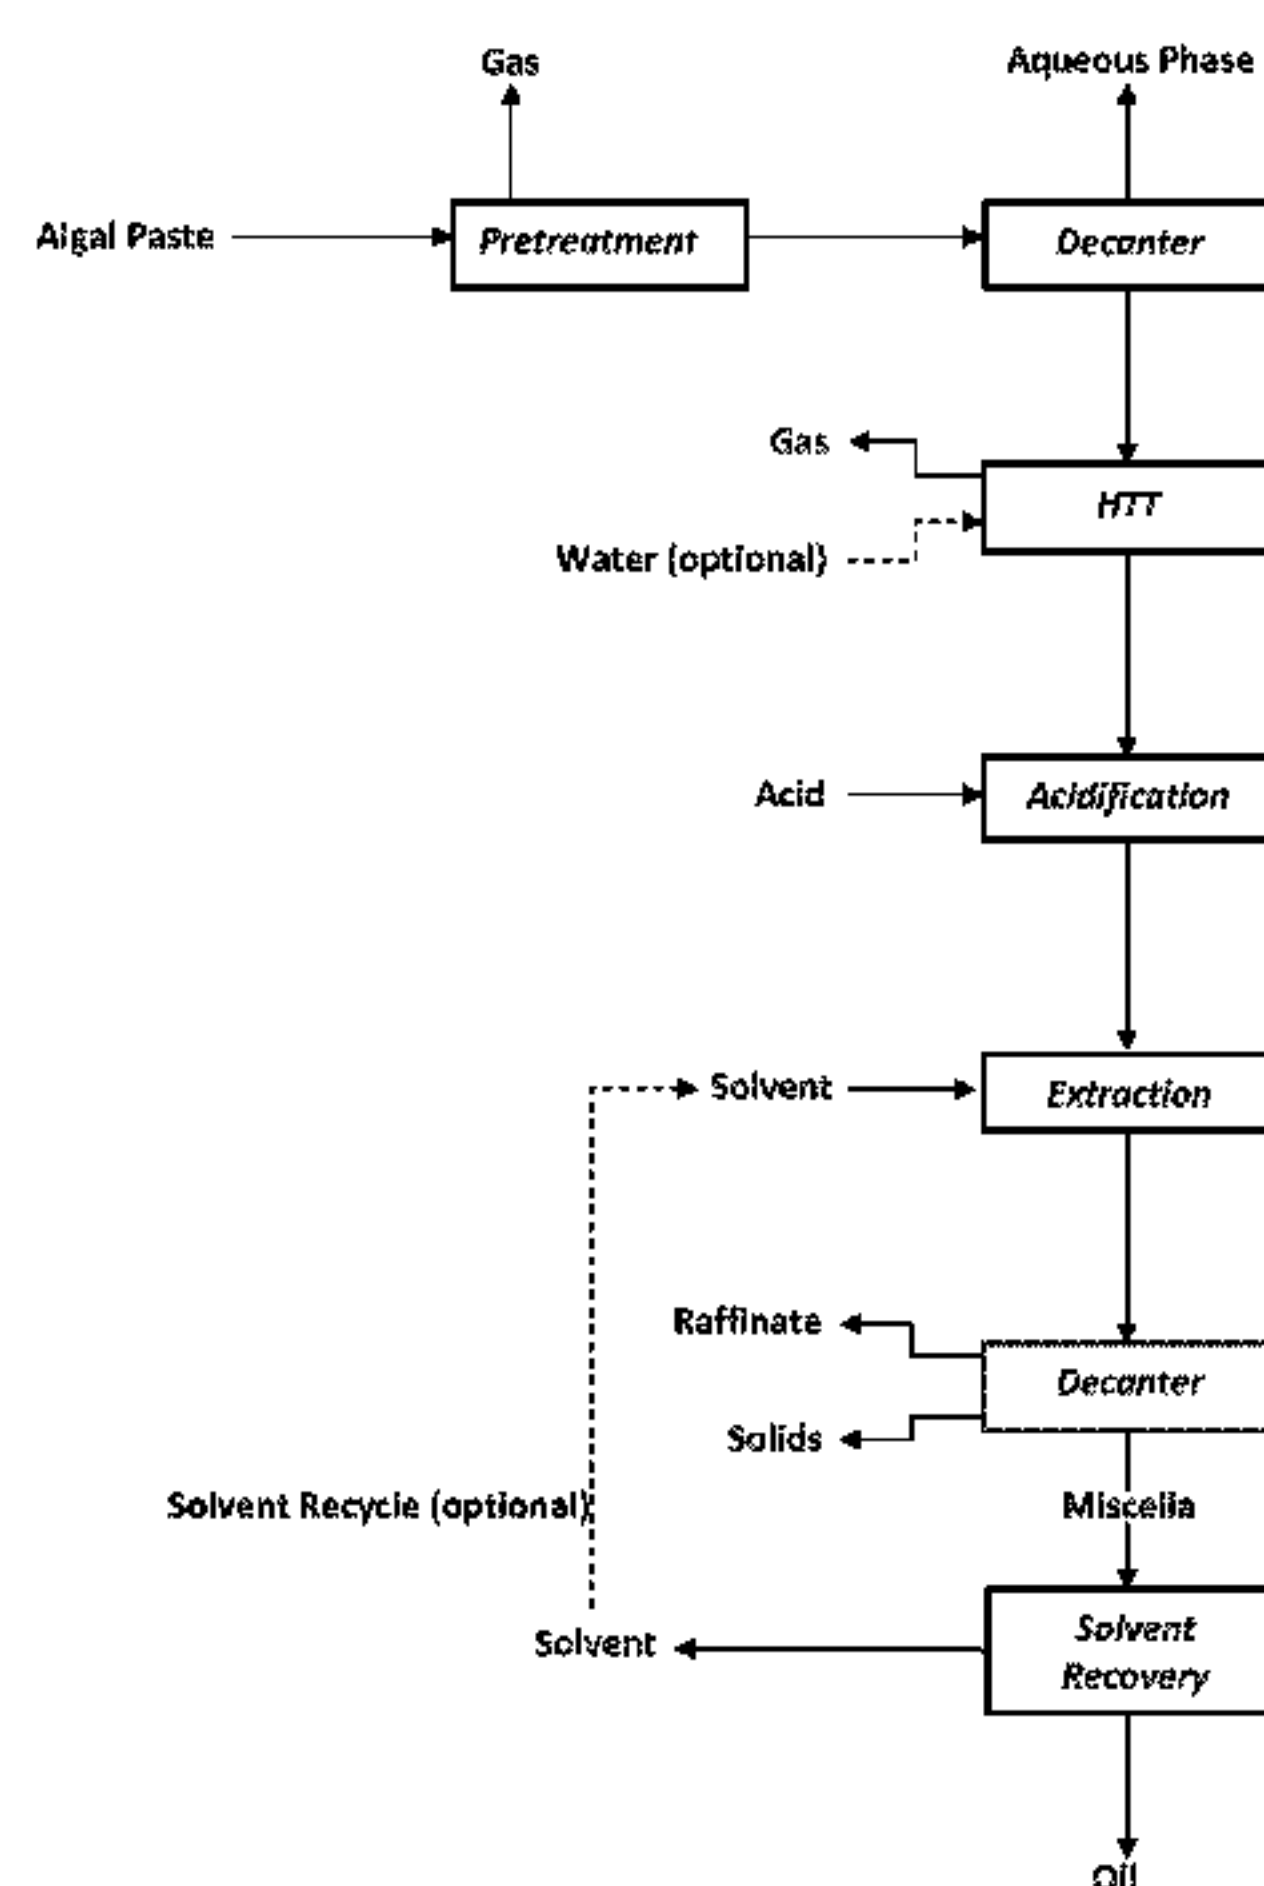 Gas
Aqueous Phase
Algal Paste
Pretreatment
Decanter
Gas
HTT
Water (optional)
Acid
Acidification
Solvent
Extraction
Raffinate
Decanter
Solids
Solvent Recycle (optional)
Miscella
Solvent
Solvent
Recovery
Oil